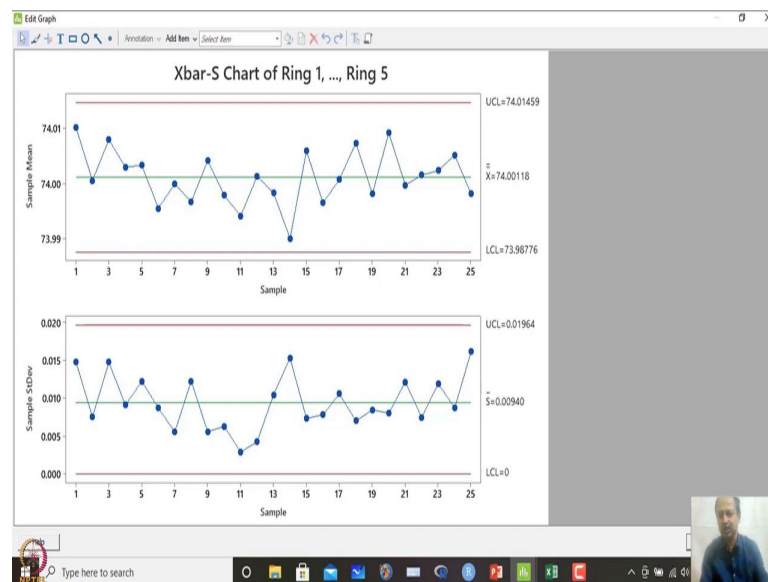 Edit Graph
T Annotation Add Item Select Item
Xbar-S Chart of Ring 1, ..., Ring 5
UCL=74.01459
74.01
74.00
73.99
Sample Mean
X=74.00118
LCL=73.98776
1 3 5 7 9 11 13 15 17 19 21 23 25
Sample
0.020
0.015
0.010
0.005
0.000
Sample StDev
UCL=0.01964
S=0.00940
LCL=0
1 3 5 7 9 11 13 15 17 19 21 23 25
Sample
Help
NPTEL
Type here to search